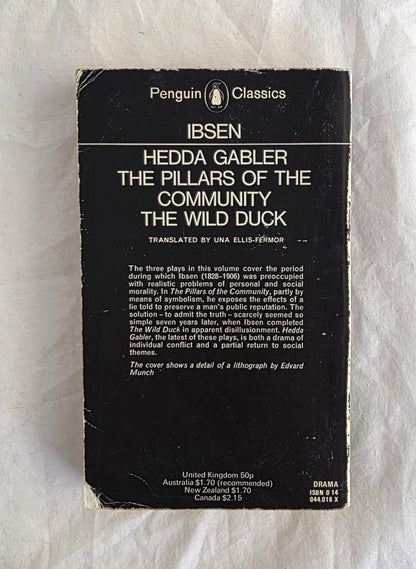 Penguin Classics
IBSEN
HEDDA GABLER
THE PILLARS OF THE
COMMUNITY
THE WILD DUCK
TRANSLATED BY UNA ELLIS-FERMOR
The three plays in this volume cover the period
during which Ibsen (1828–1906) was preoccupied
with realistic problems of personal and social
morality. In The Pillars of the Community, partly by
means of symbolism, he exposes the effects of a
lie told to preserve a man's public reputation. The
solution – to admit the truth – scarcely seemed so
simple seven years later, when Ibsen completed
The Wild Duck in apparent disillusionment. Hedda
Gabler, the latest of these plays, is both a drama of
individual conflict and a partial return to social
themes.
The cover shows a detail of a lithograph by Edvard
Munch
United Kingdom 50p
Australia $1.70 (recommended)
New Zealand $1.70
Canada $2.15
DRAMA
ISBN 0 14
044.016 X